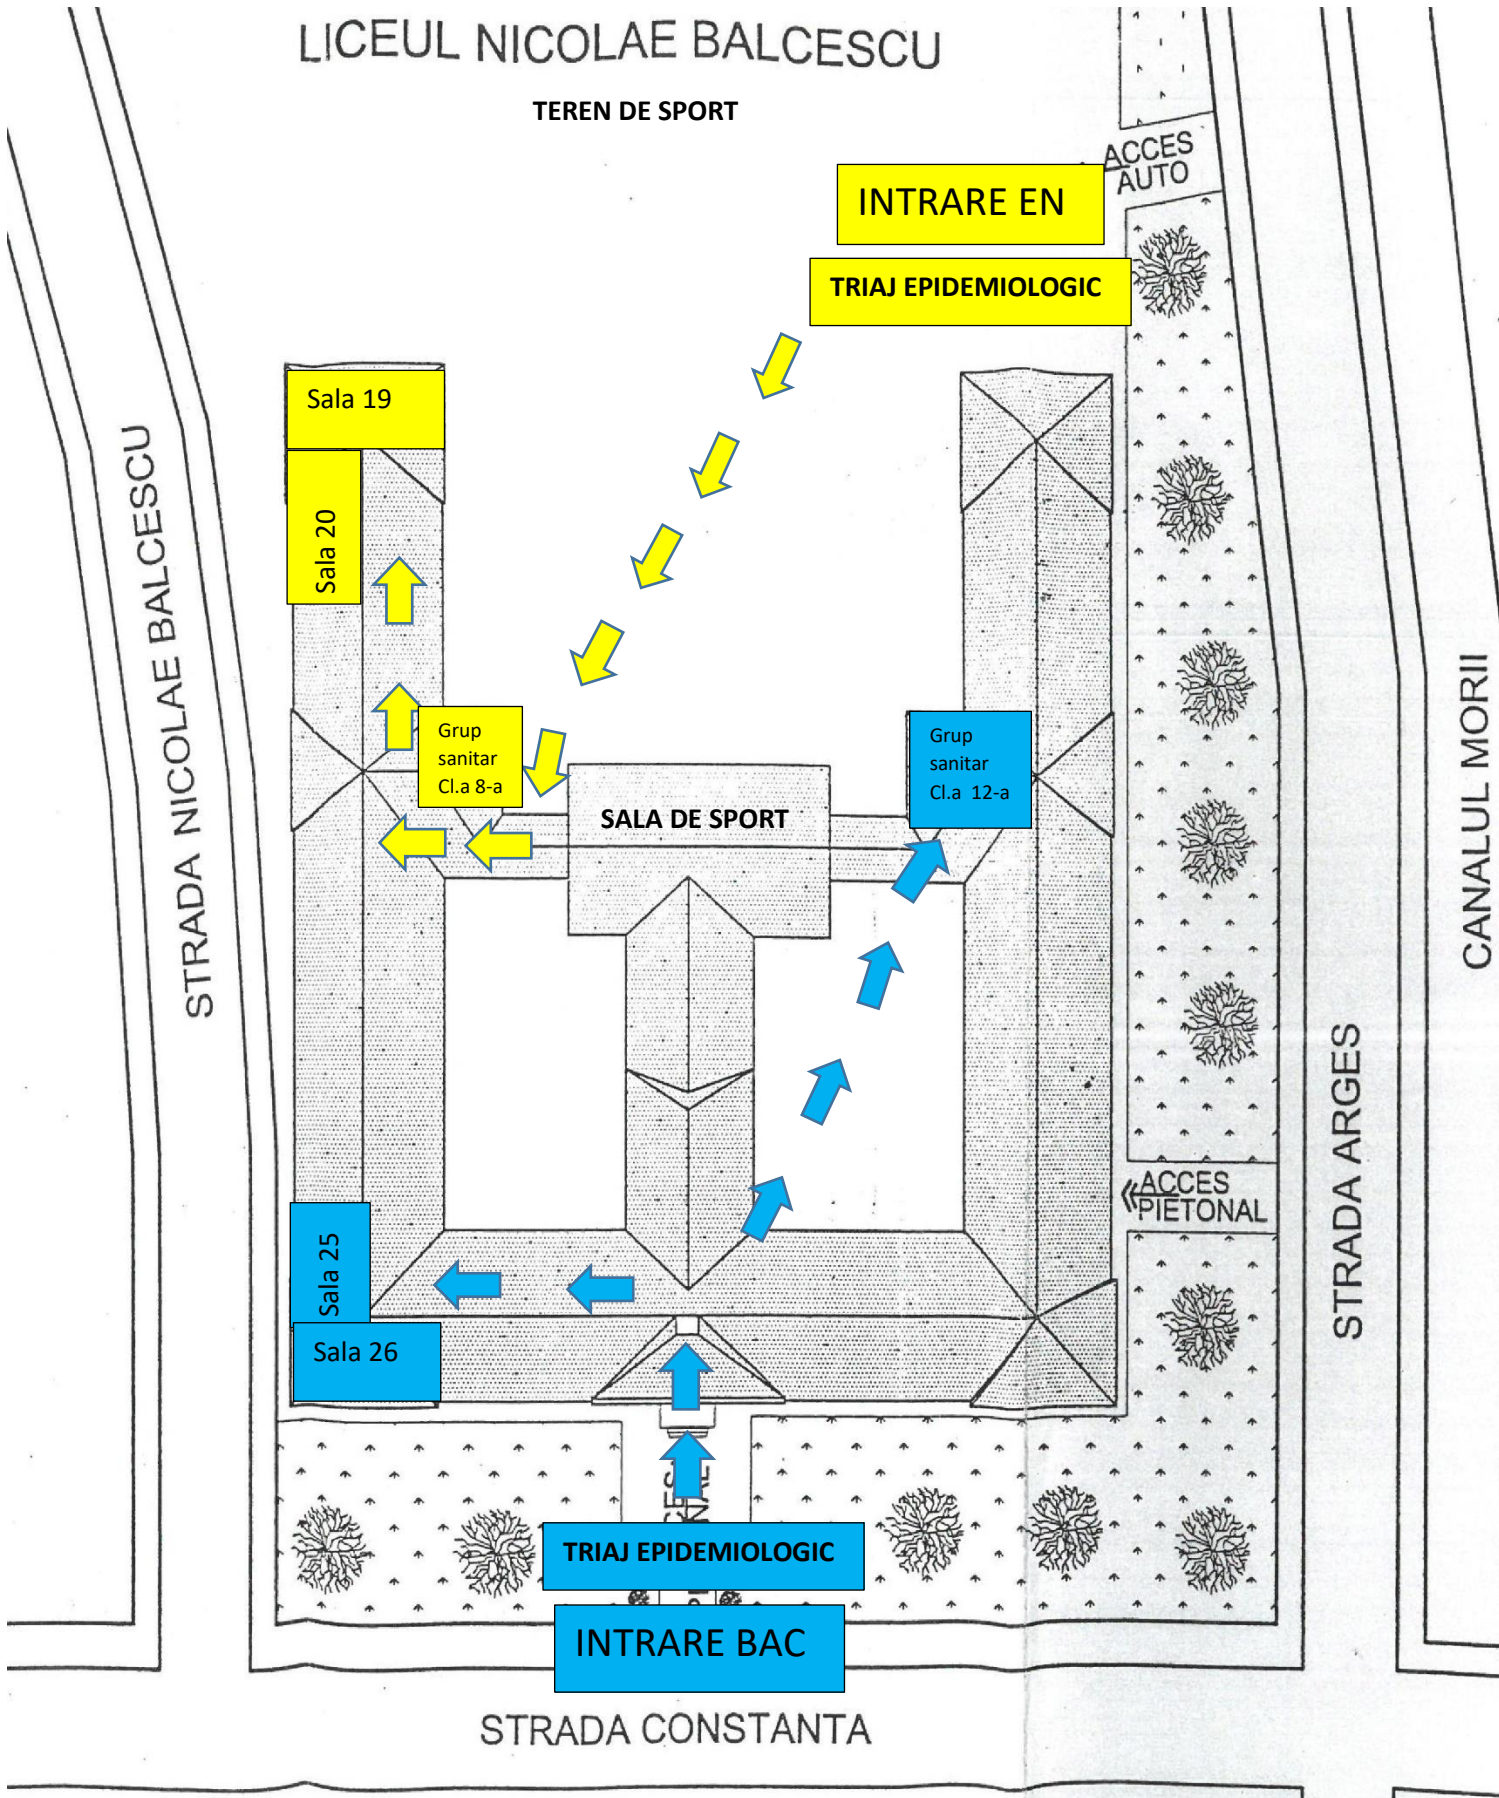 LICEUL NICOLAE BALCESCU
TEREN DE SPORT
ACCES
AUTO
INTRARE EN
TRIAJ EPIDEMIOLOGIC
Sala 19
Sala 20
STRADA NICOLAE BALCESCU
Grup
sanitar
Cl.a 8-a
SALA DE SPORT
Grup
sanitar
Cl.a 12-a
CANALUL MORII
STRADA ARGES
ACCES
PIETONAL
Sala 25
Sala 26
TRIAJ EPIDEMIOLOGIC
INTRARE BAC
STRADA CONSTANTA